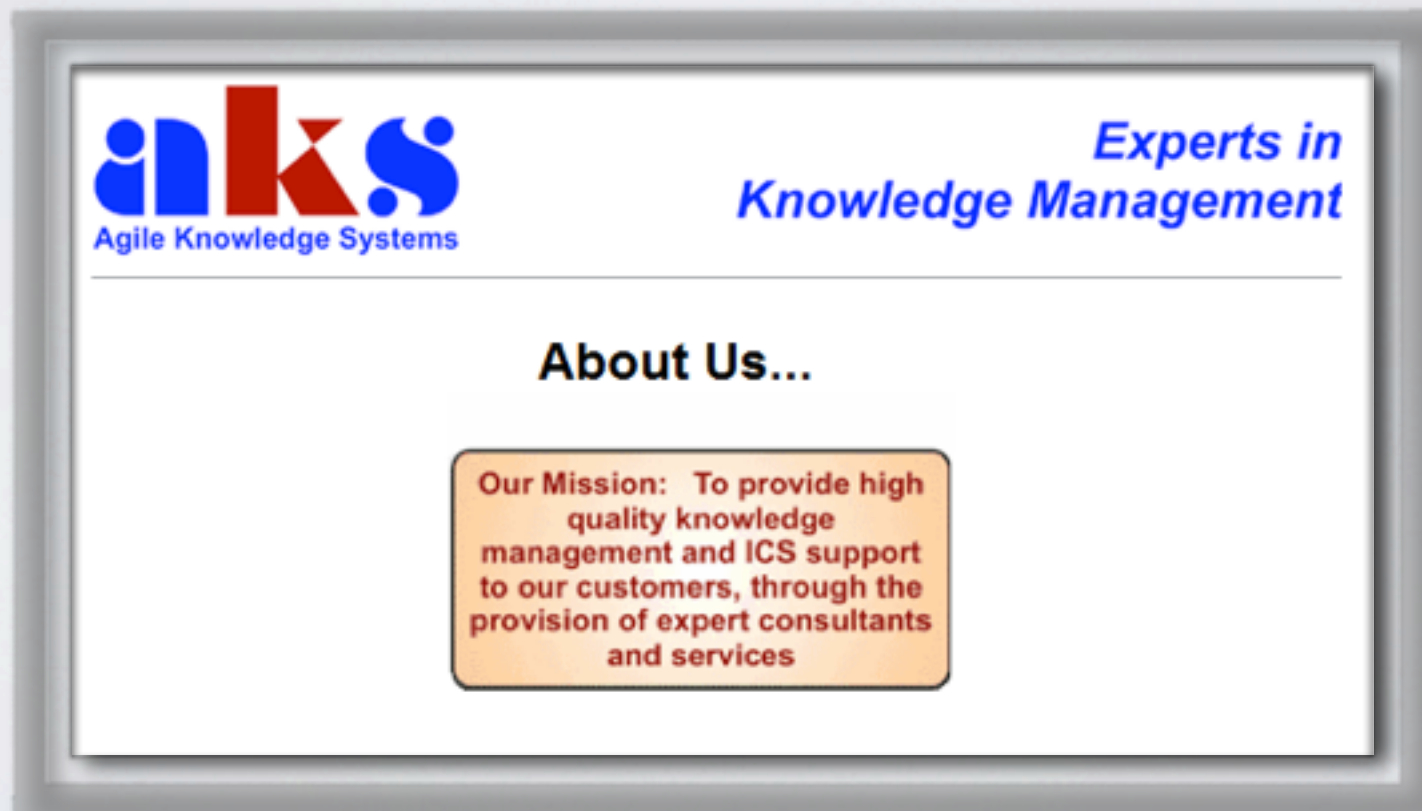 aks
Agile Knowledge Systems
Experts in
Knowledge Management
About Us...
Our Mission: To provide high
quality knowledge
management and ICS support
to our customers, through the
provision of expert consultants
and services